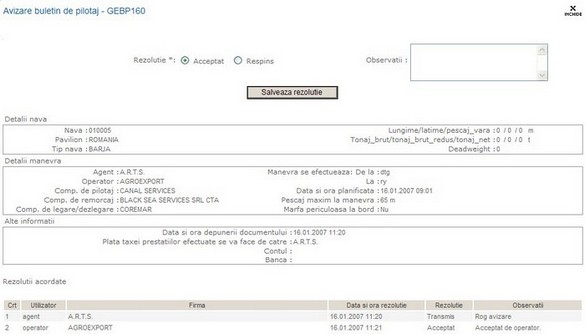 Avizare buletin de pilotaj - GEBP160
INCHIDE
Rezolutie *: Acceptat Respins Observatii :
Salveaza rezolutie
Detalii nava
Nava :010005 Lungime/latime/pescaj_vara :0 / 0 / 0 m
Pavilion :ROMANIA Tonaj_brut/tonaj_brut_redus/tonaj_net :0 / 0 / 0 t
Tip nava :BARJA Deadweight :0
Detalii manevra
Agent :A.R.T.S. Manevra se efectueaza: De la :dtg
Operator :AGROEXPORT La :ry
Comp. de pilotaj :CANAL SERVICES Data si ora planificata :16.01.2007 09:01
Comp. de remorcaj :BLACK SEA SERVICES SRL CTA Pescaj maxim la manevra :65 m
Comp. de legare/dezlegare :COREMAR Marfa periculoasa la bord :Nu
Alte informatii
Data si ora depunerii documentului :16.01.2007 11:20
Plata taxei prestatiilor efectuate se va face de catre :A.R.T.S.
Contul :
Banca :
Rezolutii acordate
Crt Utilizator Firma Data si ora rezolutie Rezolutie Observatii
1 agent A.R.T.S. 16.01.2007 11:20 Transmis Rog avizare
2 operator AGROEXPORT 16.01.2007 11:21 Acceptat Acceptat de operator.